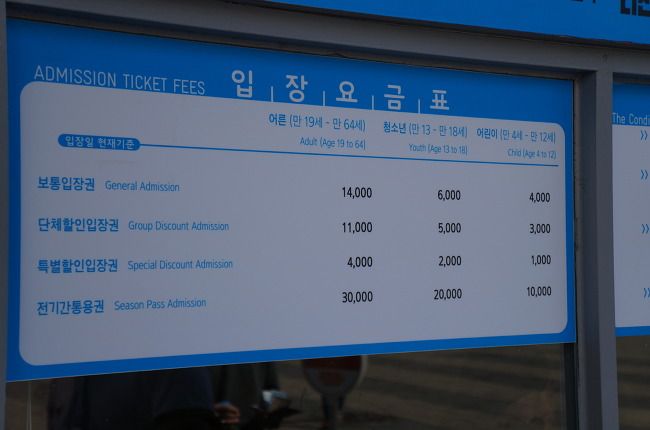 ADMISSION TICKET FEES 입 장 요 금 표
입장일 현재기준 어른 (만 19세 - 만 64세) 청소년 (만 13 - 만 18세) 어린이 (만 4세 - 만 12세)
Adult (Age 19 to 64) Youth (Age 13 to 18) Child (Age 4 to 12)
보통입장권 General Admission 14,000 6,000 4,000
단체할인입장권 Group Discount Admission 11,000 5,000 3,000
특별할인입장권 Special Discount Admission 4,000 2,000 1,000
전기간통용권 Season Pass Admission 30,000 20,000 10,000
The Condi